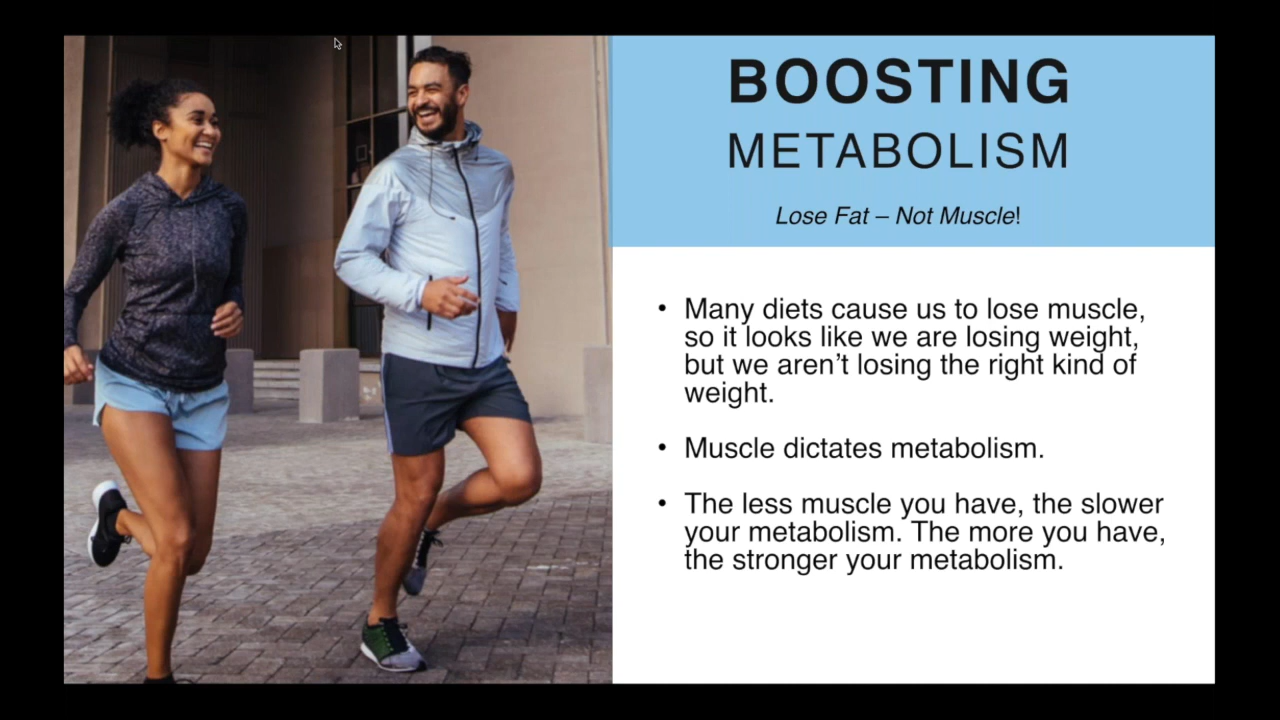 BOOSTING
METABOLISM
Lose Fat – Not Muscle!
• Many diets cause us to lose muscle,
so it looks like we are losing weight,
but we aren’t losing the right kind of
weight.
• Muscle dictates metabolism.
• The less muscle you have, the slower
your metabolism. The more you have,
the stronger your metabolism.